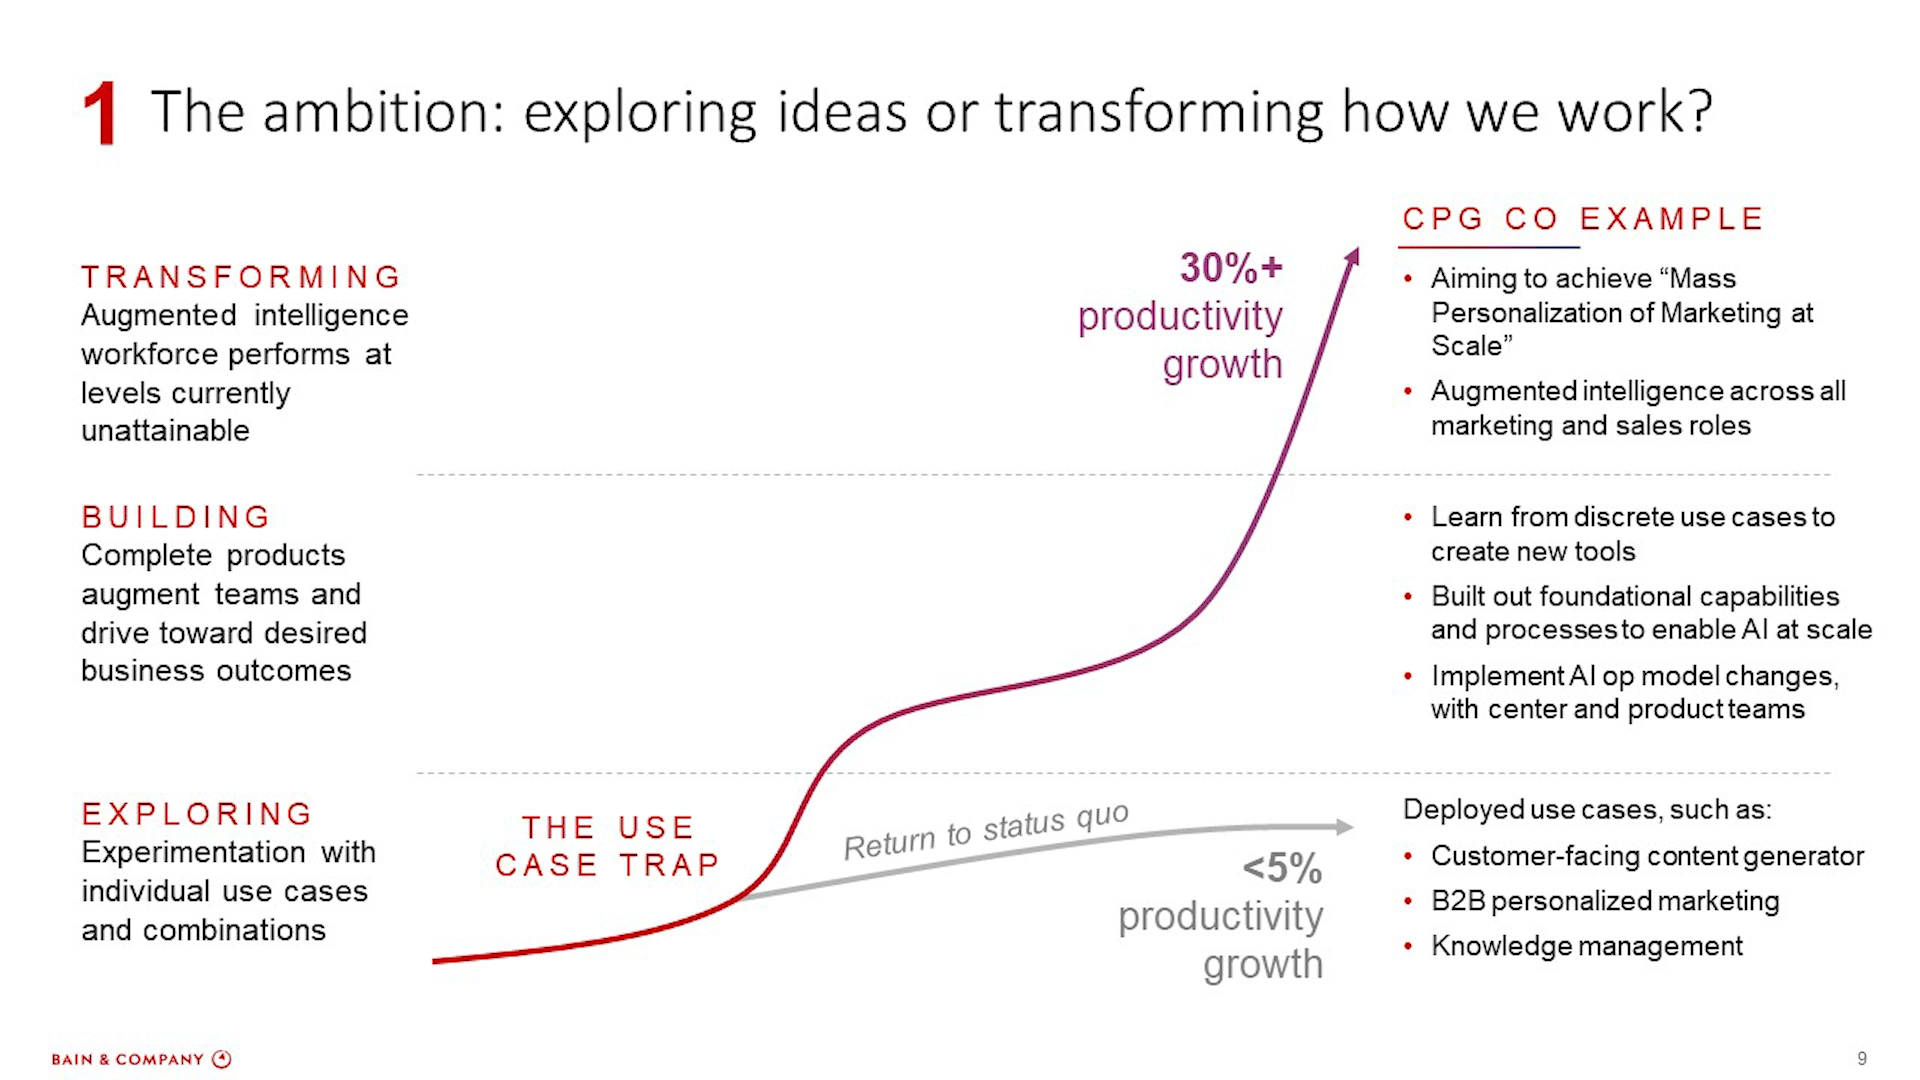 1 The ambition: exploring ideas or transforming how we work?
TRANSFORMING
Augmented intelligence
workforce performs at
levels currently
unattainable
BUILDING
Complete products
augment teams and
drive toward desired
business outcomes
EXPLORING
Experimentation with
individual use cases
and combinations
THE USE
CASE TRAP
30%+
productivity
growth
Return to status quo
<5%
productivity
growth
CPG CO EXAMPLE
• Aiming to achieve “Mass
Personalization of Marketing at
Scale”
• Augmented intelligence across all
marketing and sales roles
• Learn from discrete use cases to
create new tools
• Built out foundational capabilities
and processes to enable AI at scale
• Implement AI op model changes,
with center and product teams
Deployed use cases, such as:
• Customer-facing content generator
• B2B personalized marketing
• Knowledge management
BAIN & COMPANY
9